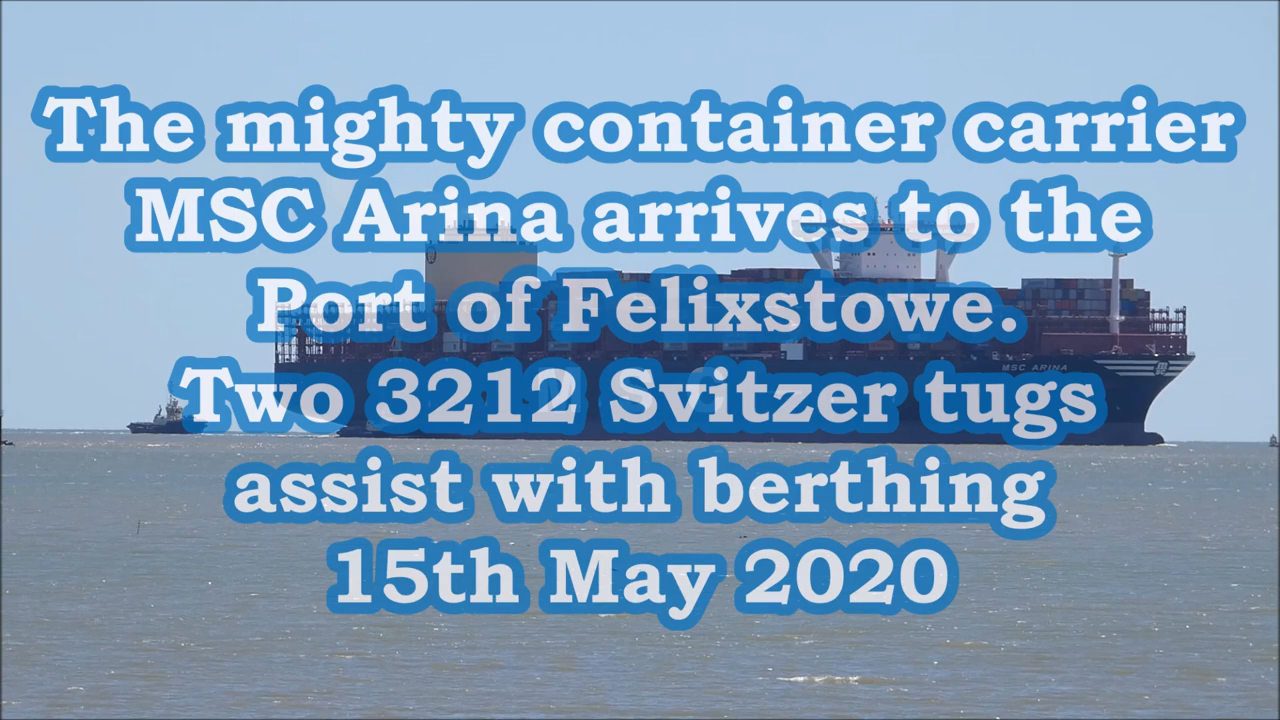 The mighty container carrier
MSC Arina arrives to the
Port of Felixstowe.
Two 3212 Svitzer tugs
assist with berthing
15th May 2020
MSC ARINA